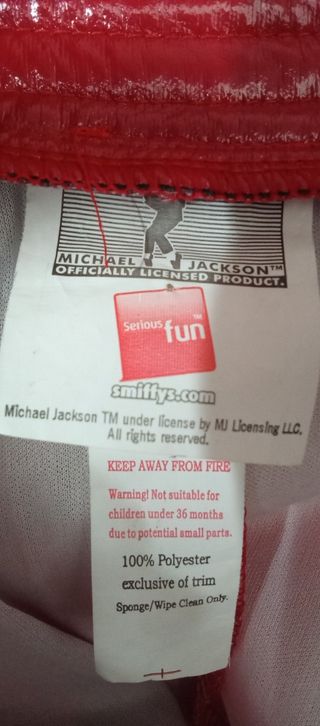 MICHAEL JACKSON™
OFFICIALLY LICENSED PRODUCT.
Serious fun™
smiffys.com
Michael Jackson TM under license by MJ Licensing LLC.
All rights reserved.
KEEP AWAY FROM FIRE
Warning! Not suitable for
children under 36 months
due to potential small parts.
100% Polyester
exclusive of trim
Sponge/Wipe Clean Only.